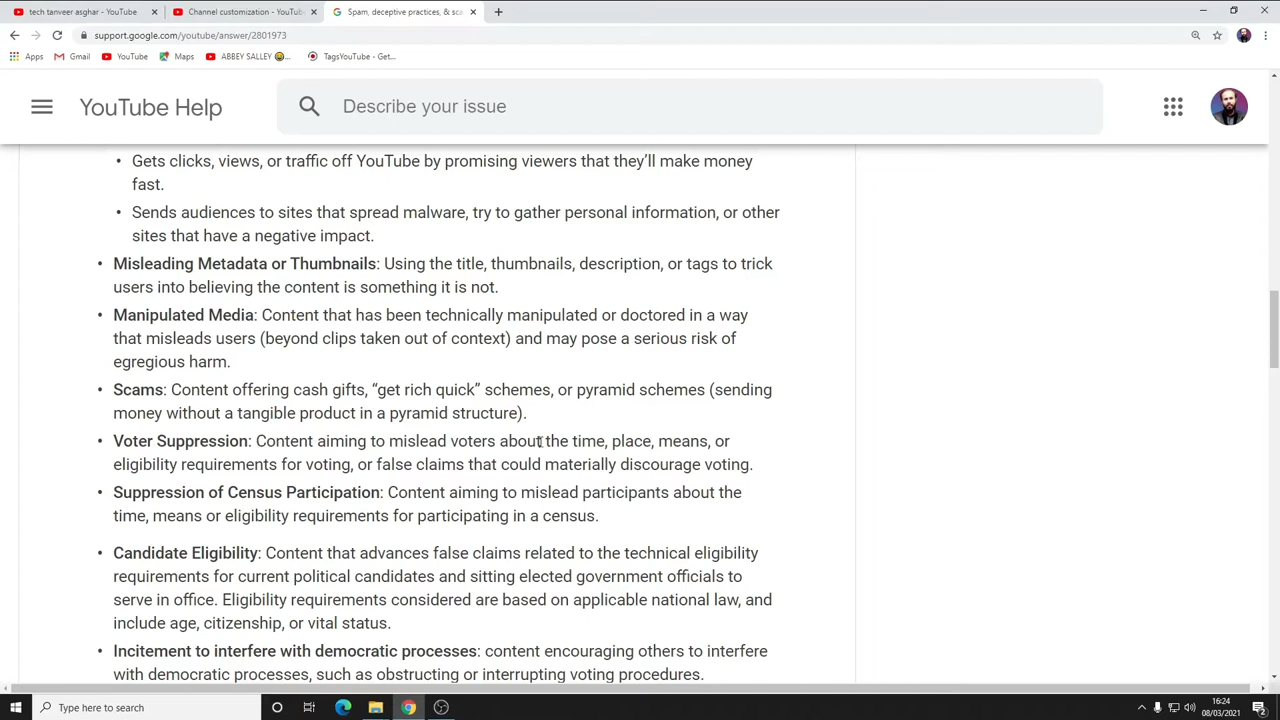 tech tanveer asghar - YouTube
Channel customization - YouTub
Spam, deceptive practices, & sca
support.google.com/youtube/answer/2801973
Apps
Gmail
YouTube
Maps
ABBEY SALLEY 😂...
TagsYouTube - Get...
YouTube Help
Describe your issue
• Gets clicks, views, or traffic off YouTube by promising viewers that they’ll make money
fast.
• Sends audiences to sites that spread malware, try to gather personal information, or other
sites that have a negative impact.
• Misleading Metadata or Thumbnails: Using the title, thumbnails, description, or tags to trick
users into believing the content is something it is not.
• Manipulated Media: Content that has been technically manipulated or doctored in a way
that misleads users (beyond clips taken out of context) and may pose a serious risk of
egregious harm.
• Scams: Content offering cash gifts, “get rich quick” schemes, or pyramid schemes (sending
money without a tangible product in a pyramid structure).
• Voter Suppression: Content aiming to mislead voters about the time, place, means, or
eligibility requirements for voting, or false claims that could materially discourage voting.
• Suppression of Census Participation: Content aiming to mislead participants about the
time, means or eligibility requirements for participating in a census.
• Candidate Eligibility: Content that advances false claims related to the technical eligibility
requirements for current political candidates and sitting elected government officials to
serve in office. Eligibility requirements considered are based on applicable national law, and
include age, citizenship, or vital status.
• Incitement to interfere with democratic processes: content encouraging others to interfere
with democratic processes, such as obstructing or interrupting voting procedures.
Type here to search
16:24
08/03/2021
2